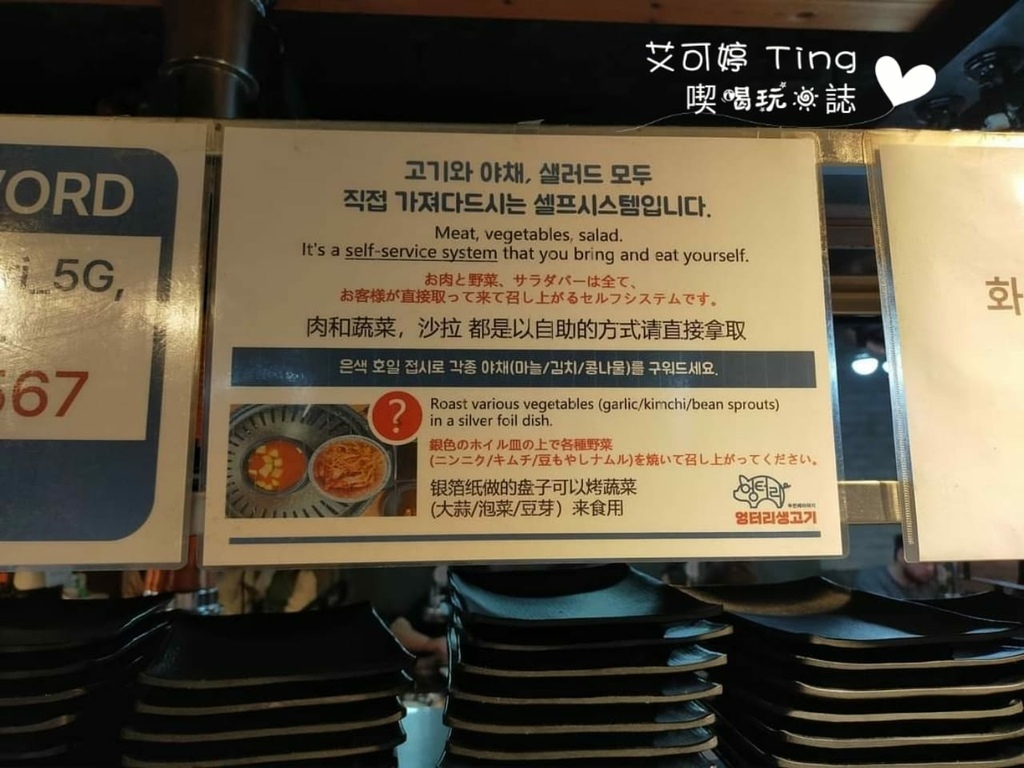 艾可婷 Ting
喫喝玩日誌
고기와 야채, 샐러드 모두
직접 가져다드시는 셀프시스템입니다.
Meat, vegetables, salad.
It's a self-service system that you bring and eat yourself.
お肉と野菜、サラダバーは全て、
お客様が直接取って来て召し上がるセルフシステムです。
肉和蔬菜，沙拉 都是以自助的方式请直接拿取
은색 호일 접시로 각종 야채(마늘/김치/콩나물)를 구워드세요.
?
Roast various vegetables (garlic/kimchi/bean sprouts)
in a silver foil dish.
銀色のホイル皿の上で各種野菜
(ニンニク/キムチ/豆もやしナムル)を焼いて召し上がってください。
银箔纸做的盘子可以烤蔬菜
(大蒜/泡菜/豆芽）来食用
엉터리
엉터리생고기
ORD
5G,
567
화